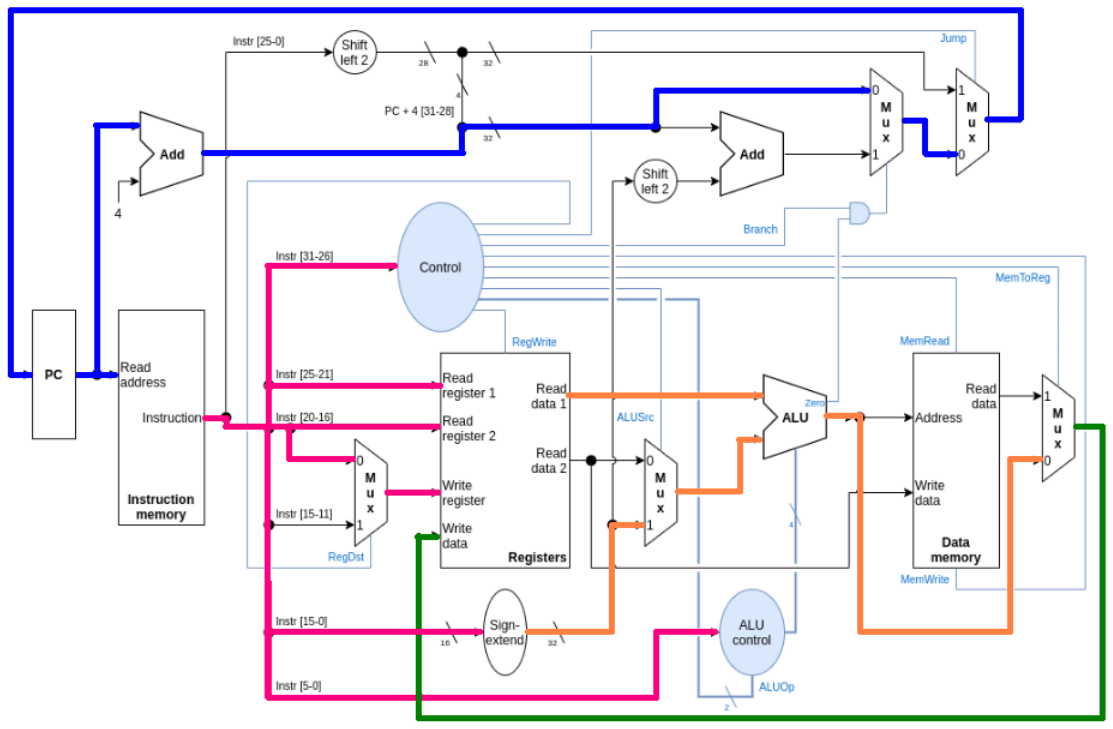 Instr [25-0]
Shift
left 2
28
32
Jump
4
PC + 4 [31-28]
32
0
M
u
x
1
1
M
u
x
0
Add
Add
4
Shift
left 2
Branch
Instr [31-26]
Control
MemToReg
RegWrite
MemRead
PC
Read
address
Instruction
Instruction
memory
Instr [25-21]
Instr [20-16]
Instr [15-11]
0
M
u
x
1
RegDst
Read
register 1
Read
register 2
Write
register
Write
data
Read
data 1
Read
data 2
Registers
ALUSrc
0
M
u
x
1
Zero
ALU
4
Address
Read
data
Write
data
Data
memory
MemWrite
1
M
u
x
0
Instr [15-0]
16
Sign-
extend
32
ALU
control
Instr [5-0]
ALUOp
2